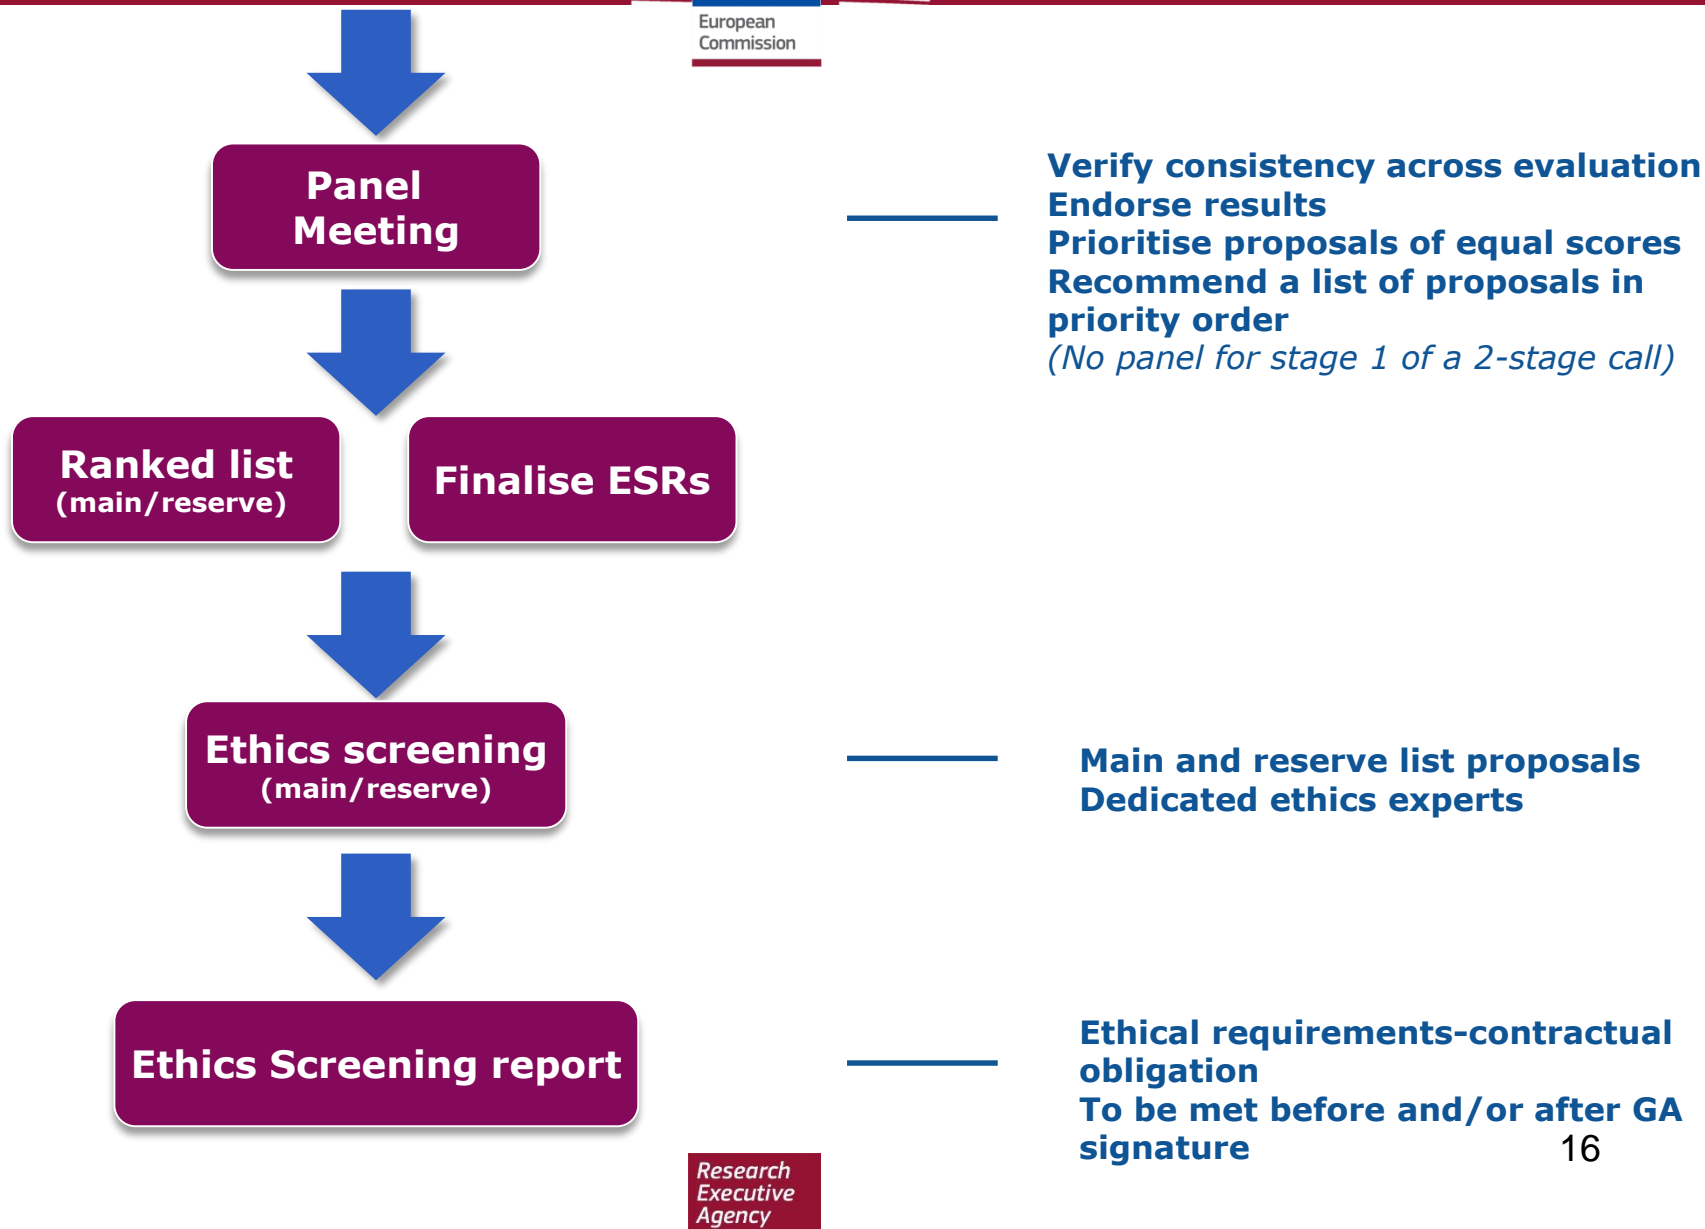 European
Commission
Panel
Meeting
Verify consistency across evaluation
Endorse results
Prioritise proposals of equal scores
Recommend a list of proposals in
priority order
(No panel for stage 1 of a 2-stage call)
Ranked list
(main/reserve)
Finalise ESRs
Ethics screening
(main/reserve)
Main and reserve list proposals
Dedicated ethics experts
Ethics Screening report
Ethical requirements-contractual
obligation
To be met before and/or after GA
signature
16
Research
Executive
Agency